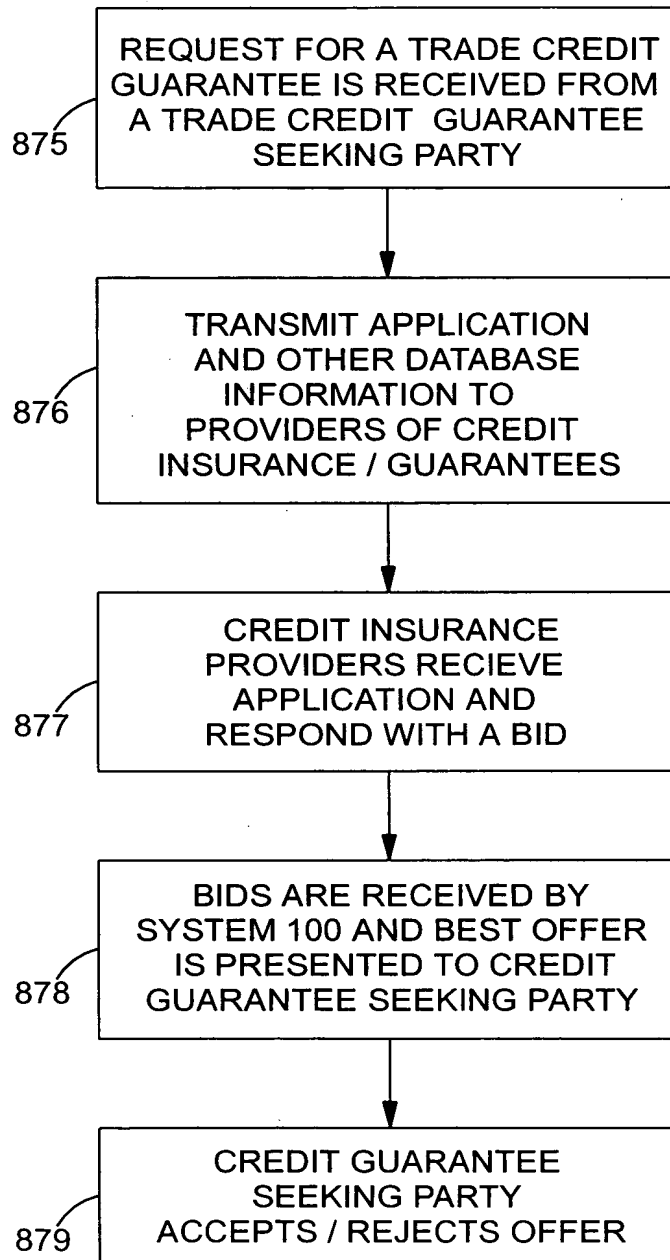 REQUEST FOR A TRADE CREDIT
GUARANTEE IS RECEIVED FROM
A TRADE CREDIT GUARANTEE
SEEKING PARTY
875
TRANSMIT APPLICATION
AND OTHER DATABASE
INFORMATION TO
PROVIDERS OF CREDIT
INSURANCE / GUARANTEES
876
CREDIT INSURANCE
PROVIDERS RECIEVE
APPLICATION AND
RESPOND WITH A BID
877
BIDS ARE RECEIVED BY
SYSTEM 100 AND BEST OFFER
IS PRESENTED TO CREDIT
GUARANTEE SEEKING PARTY
878
CREDIT GUARANTEE
SEEKING PARTY
ACCEPTS / REJECTS OFFER
879